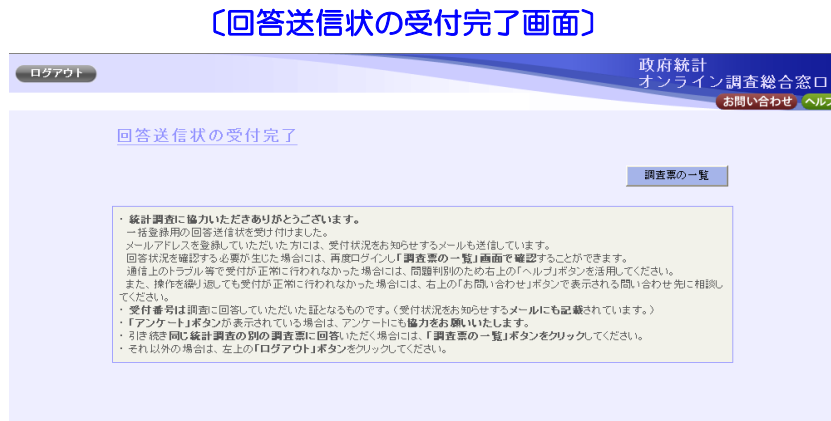 〔回答送信状の受付完了画面〕
ログアウト
政府統計
オンライン調査総合窓口
お問い合わせ
ヘルプ
回答送信状の受付完了
調査票の一覧
・ 統計調査に協力いただきありがとうございます。
一括登録用の回答送信状を受け付けました。
メールアドレスを登録していただいた方には、受付状況をお知らせするメールも送信しています。
回答状況を確認する必要が生じた場合には、再度ログインし「調査票の一覧」画面で確認することができます。
通信上のトラブル等で受付が正常に行われなかった場合には、問題判別のため右上の「ヘルプ」ボタンを活用してください。
また、操作を繰り返しても受付が正常に行われなかった場合には、右上の「お問い合わせ」ボタンで表示される問い合わせ先に相談し
てください。
・ 受付番号は調査に回答していただいた証となるものです。（受付状況をお知らせするメールにも記載されています。）
・ 「アンケート」ボタンが表示されている場合は、アンケートにも協力をお願いいたします。
・ 引き続き同じ統計調査の別の調査票に回答いただく場合には、「調査票の一覧」ボタンをクリックしてください。
・ それ以外の場合は、左上の「ログアウト」ボタンをクリックしてください。